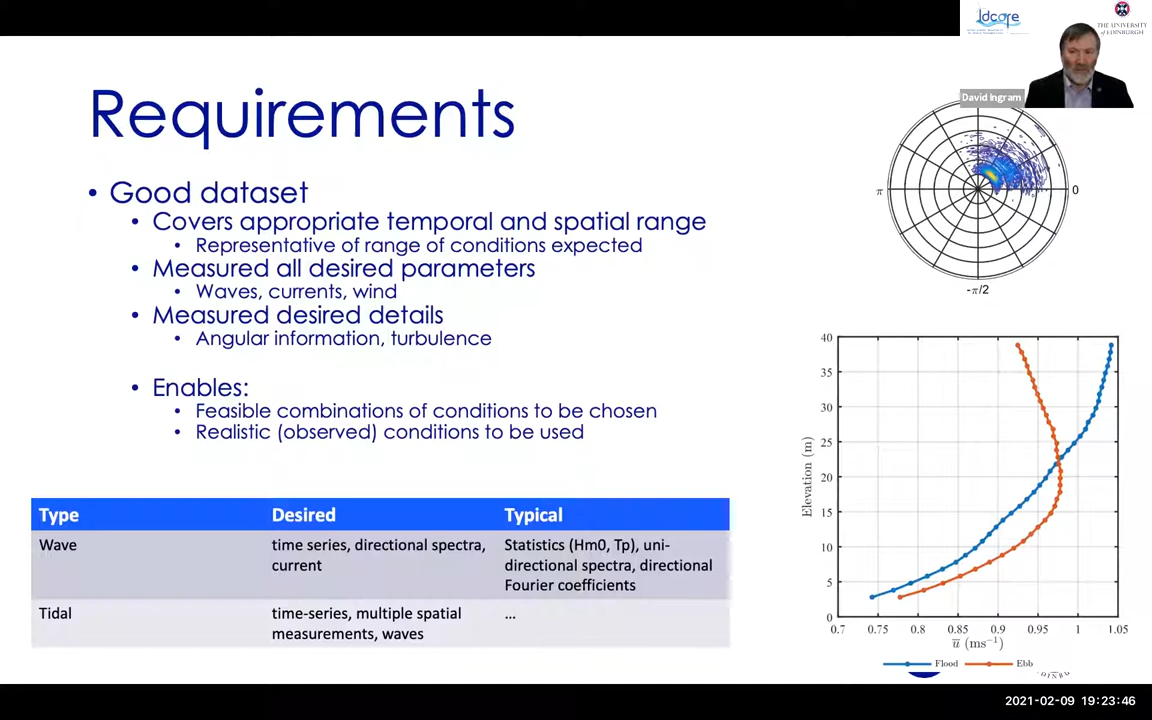 Idcore
THE UNIVERSITY
of EDINBURGH
David Ingram
Requirements
• Good dataset
• Covers appropriate temporal and spatial range
• Representative of range of conditions expected
• Measured all desired parameters
• Waves, currents, wind
• Measured desired details
• Angular information, turbulence
• Enables:
• Feasible combinations of conditions to be chosen
• Realistic (observed) conditions to be used
π
0
-π/2
Type Desired Typical
Wave time series, directional spectra, current Statistics (Hm0, Tp), uni-directional spectra, directional Fourier coefficients
Tidal time-series, multiple spatial measurements, waves ...
Elevation (m)
40
35
30
25
20
15
10
5
0
0.7 0.75 0.8 0.85 0.9 0.95 1 1.05
u̅ (ms⁻¹)
Flood Ebb
2021-02-09 19:23:46